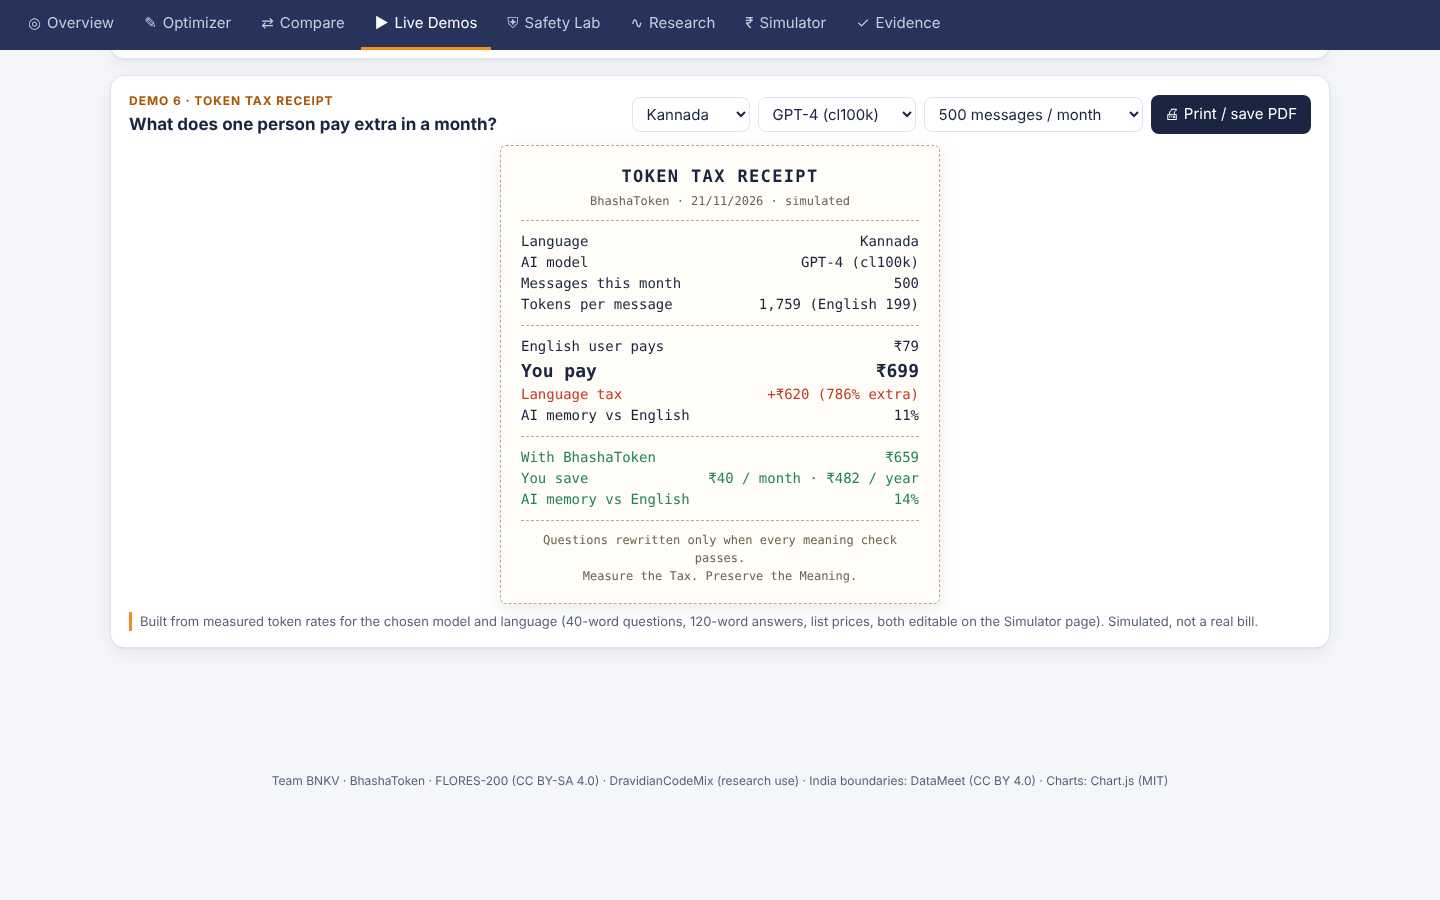 ◎ Overview
✎ Optimizer
⇄ Compare
▶ Live Demos
⛨ Safety Lab
∿ Research
₹ Simulator
✓ Evidence
DEMO 6 · TOKEN TAX RECEIPT
What does one person pay extra in a month?
Kannada
GPT-4 (cl100k)
500 messages / month
🖨 Print / save PDF
TOKEN TAX RECEIPT
BhashaToken · 21/11/2026 · simulated
Language Kannada
AI model GPT-4 (cl100k)
Messages this month 500
Tokens per message 1,759 (English 199)
English user pays ₹79
You pay ₹699
Language tax +₹620 (786% extra)
AI memory vs English 11%
With BhashaToken ₹659
You save ₹40 / month · ₹482 / year
AI memory vs English 14%
Questions rewritten only when every meaning check
passes.
Measure the Tax. Preserve the Meaning.
Built from measured token rates for the chosen model and language (40-word questions, 120-word answers, list prices, both editable on the Simulator page). Simulated, not a real bill.
Team BNKV · BhashaToken · FLORES-200 (CC BY-SA 4.0) · DravidianCodeMix (research use) · India boundaries: DataMeet (CC BY 4.0) · Charts: Chart.js (MIT)